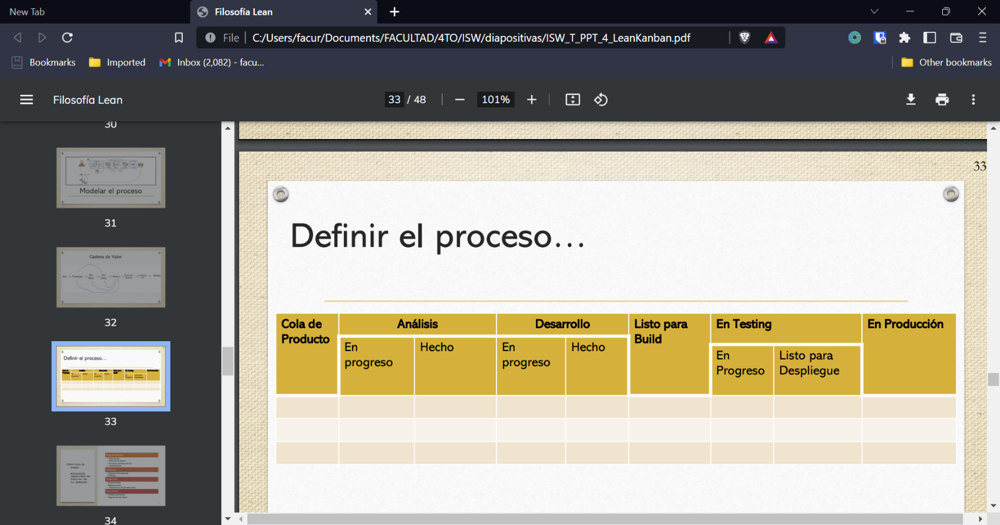 New Tab
Filosofía Lean
File
C:/Users/facur/Documents/FACULTAD/4TO/ISW/diapositivas/ISW_T_PPT_4_LeanKanban.pdf
Bookmarks
Imported
Inbox (2,082) - facu...
Other bookmarks
Filosofía Lean
33 / 48
101%
30
Modelar el proceso
31
Cadena de Valor
32
Definir el proceso...
33
34
33
Definir el proceso...
Cola de Producto
Análisis
Desarrollo
Listo para Build
En Testing
En Producción
En progreso
Hecho
En progreso
Hecho
En Progreso
Listo para Despliegue